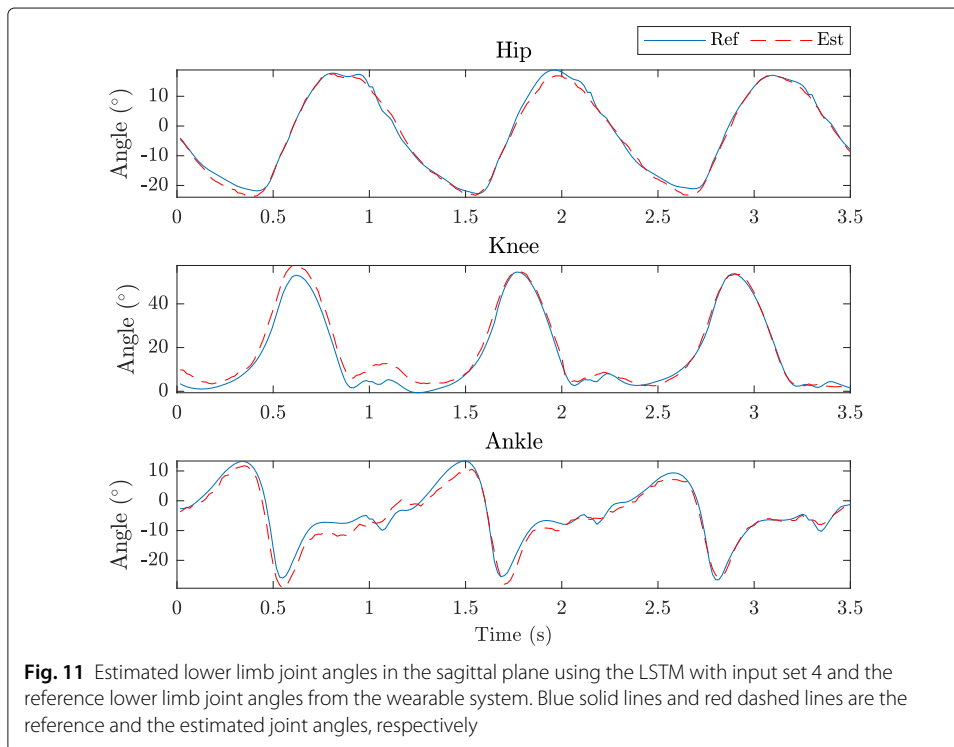 Hip
Ref Est
Angle (°)
10
0
-10
-20
0 0.5 1 1.5 2 2.5 3 3.5
Knee
Angle (°)
40
20
0
0 0.5 1 1.5 2 2.5 3 3.5
Ankle
Angle (°)
10
0
-10
-20
0 0.5 1 1.5 2 2.5 3 3.5
Time (s)
Fig. 11 Estimated lower limb joint angles in the sagittal plane using the LSTM with input set 4 and the
reference lower limb joint angles from the wearable system. Blue solid lines and red dashed lines are the
reference and the estimated joint angles, respectively